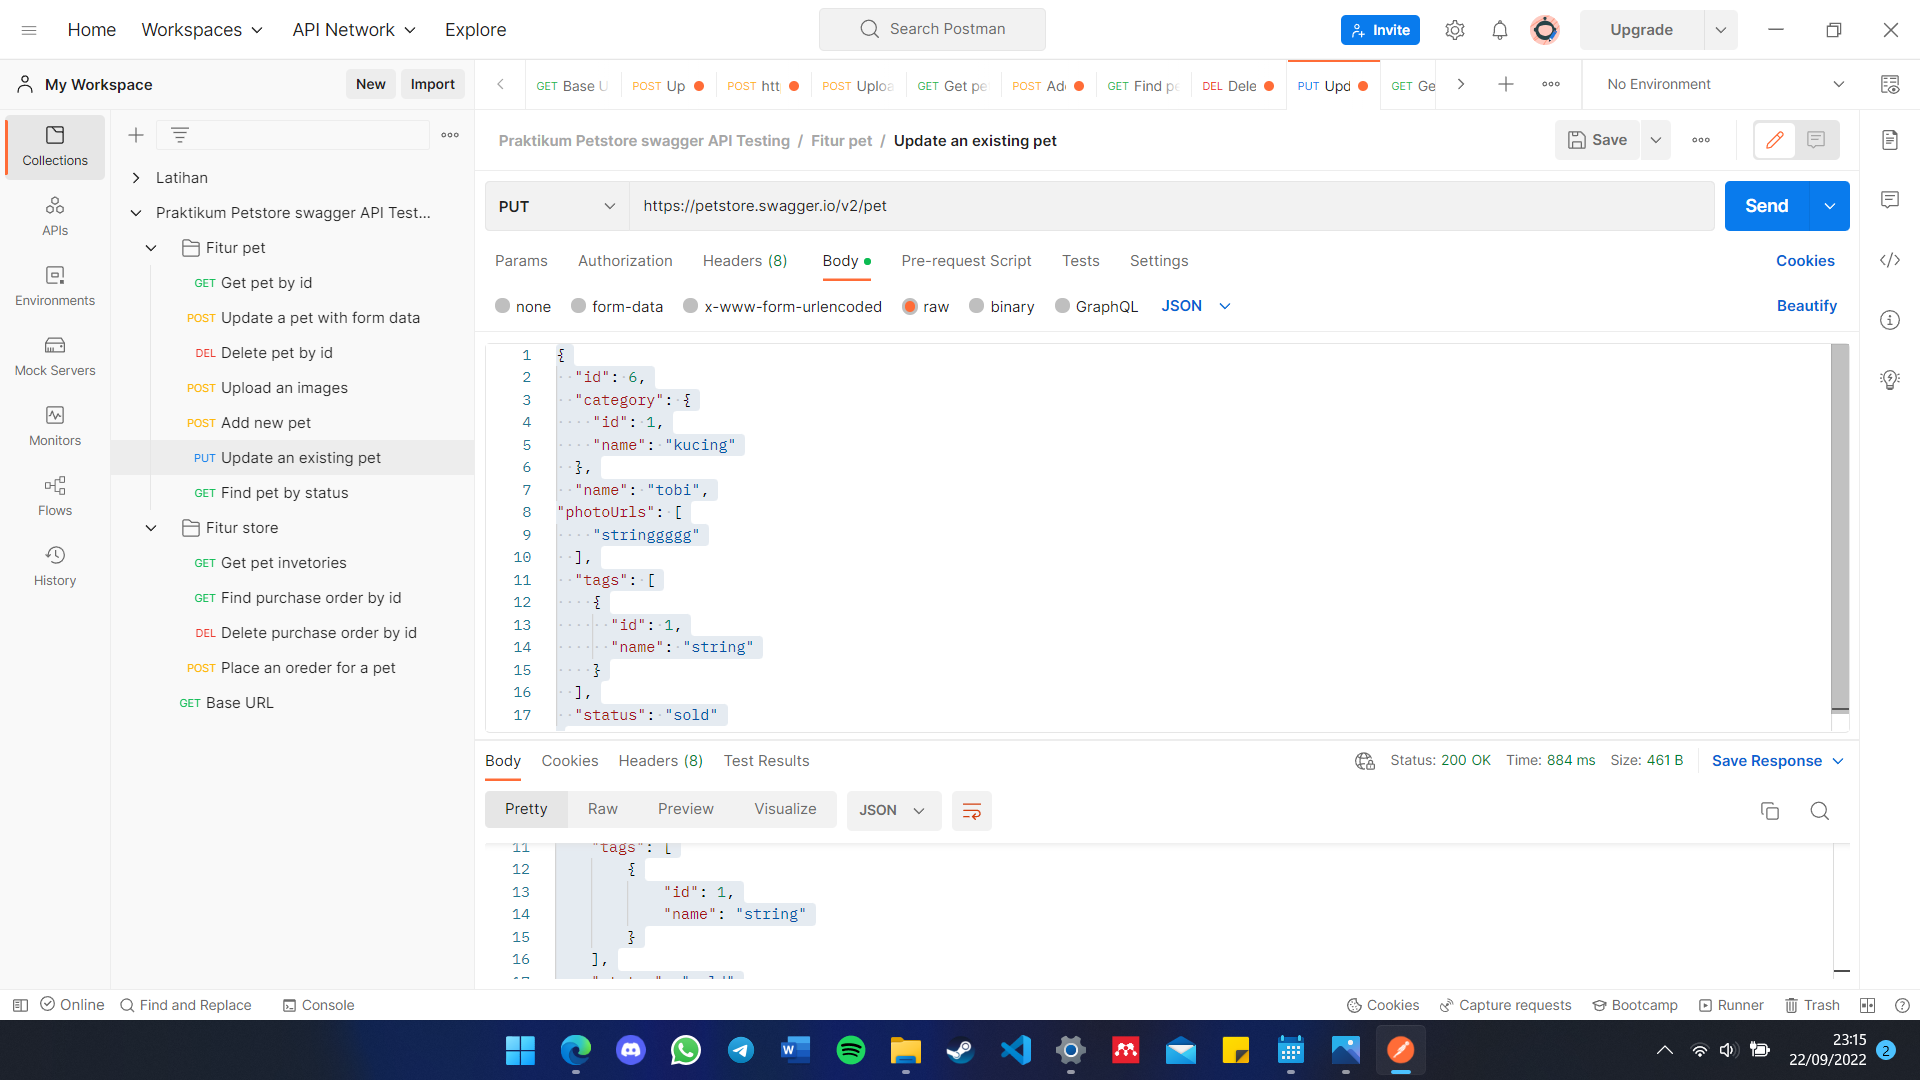 Home
Workspaces
API Network
Explore
Search Postman
Invite
Upgrade
My Workspace
New
Import
GET Base U
POST Up
POST htt
POST Uploa
GET Get pe
POST Ad
GET Find pe
DEL Dele
PUT Upd
GET Ge
No Environment
Collections
APIs
Environments
Mock Servers
Monitors
Flows
History
Latihan
Praktikum Petstore swagger API Test...
Fitur pet
GET Get pet by id
POST Update a pet with form data
DEL Delete pet by id
POST Upload an images
POST Add new pet
PUT Update an existing pet
GET Find pet by status
Fitur store
GET Get pet invetories
GET Find purchase order by id
DEL Delete purchase order by id
POST Place an oreder for a pet
GET Base URL
Praktikum Petstore swagger API Testing / Fitur pet / Update an existing pet
Save
PUT
https://petstore.swagger.io/v2/pet
Send
Params
Authorization
Headers (8)
Body
Pre-request Script
Tests
Settings
Cookies
none
form-data
x-www-form-urlencoded
raw
binary
GraphQL
JSON
Beautify
1 {
2 "id": 6,
3 "category": {
4 "id": 1,
5 "name": "kucing"
6 },
7 "name": "tobi",
8 "photoUrls": [
9 "stringgggg"
10 ],
11 "tags": [
12 {
13 "id": 1,
14 "name": "string"
15 }
16 ],
17 "status": "sold"
Body
Cookies
Headers (8)
Test Results
Status: 200 OK
Time: 884 ms
Size: 461 B
Save Response
Pretty
Raw
Preview
Visualize
JSON
11 "tags": [
12 {
13 "id": 1,
14 "name": "string"
15 }
16 ],
Online
Find and Replace
Console
Cookies
Capture requests
Bootcamp
Runner
Trash
23:15
22/09/2022
2